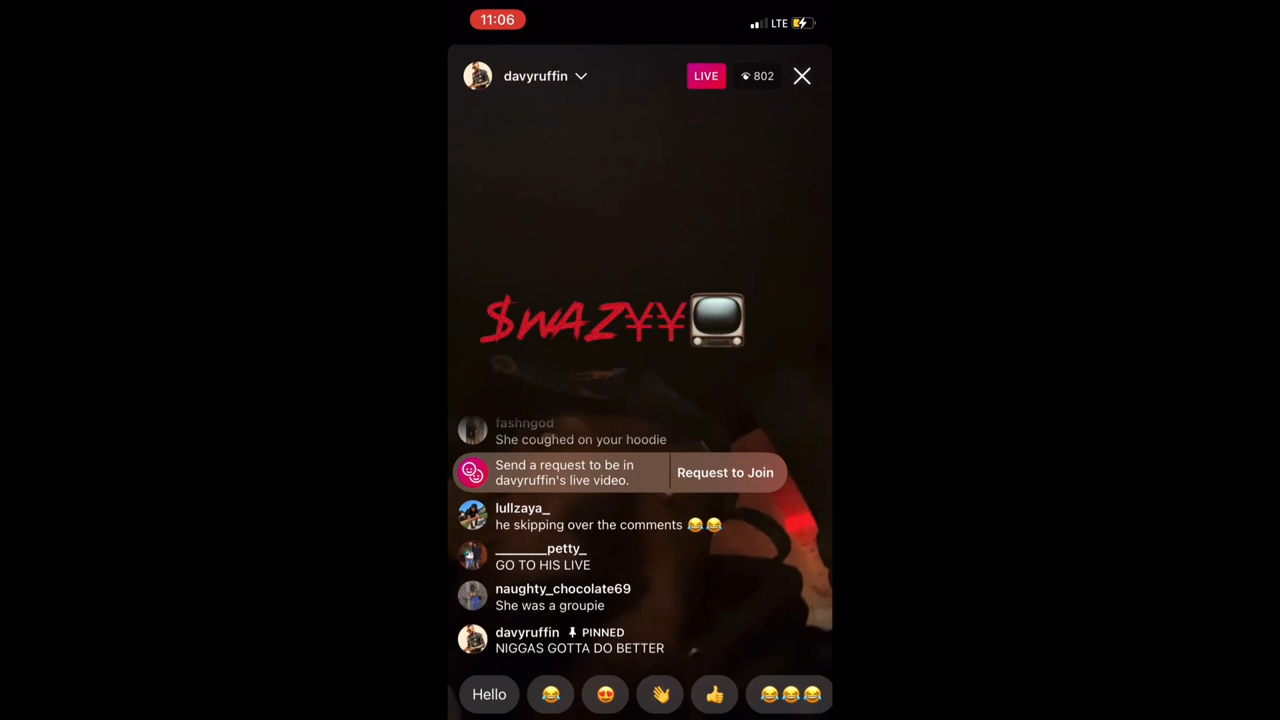 11:06
LTE
davyruffin
LIVE
802
$WAZ¥¥
fashngod
She coughed on your hoodie
Send a request to be in
davyruffin's live video.
Request to Join
lullzaya_
he skipping over the comments 😂😂
________petty_
GO TO HIS LIVE
naughty_chocolate69
She was a groupie
davyruffin PINNED
NIGGAS GOTTA DO BETTER
Hello